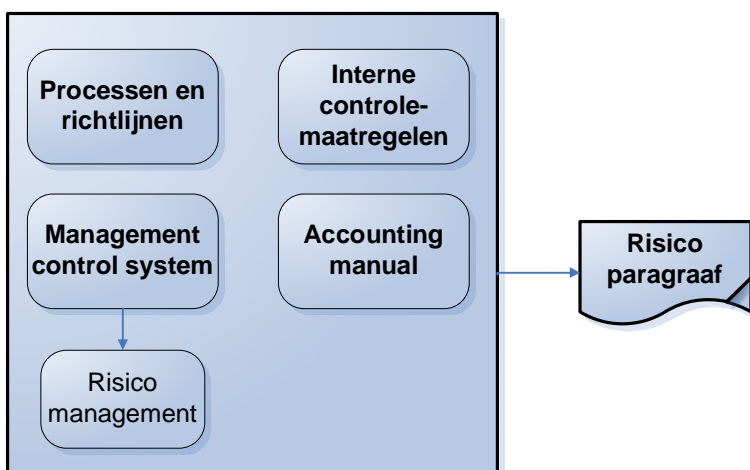 Processen en
richtlijnen
Interne
controle-
maatregelen
Management
control system
Accounting
manual
Risico
paragraaf
Risico
management